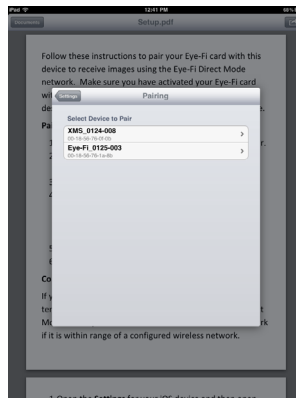 iPad 12:41 PM 68%
Documents Setup.pdf
Follow these instructions to pair your Eye-Fi card with this
device to receive images using the Eye-Fi Direct Mode
network. Make sure you have activated your Eye-Fi card
Settings Pairing
Select Device to Pair
XMS_0124-008
Eye-Fi_0125-003
if it is within range of a configured wireless network.
1. Open the Settings for your iOS device and then open